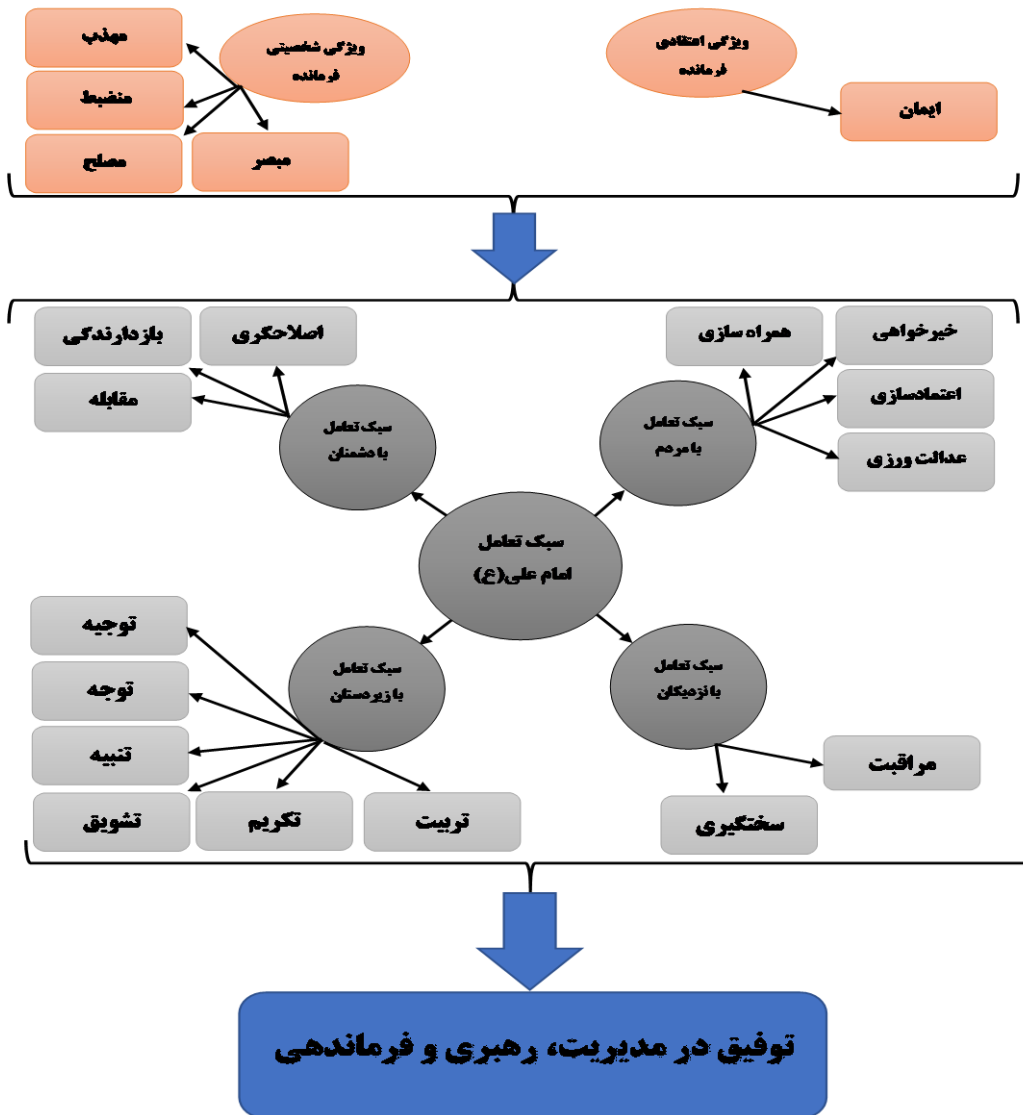 ویژگی اعتقادی
فرمانده
ایمان
ویژگی شخصیتی
فرمانده
مهذب
منضبط
مصلح
مبصر
همراه سازی
خیرخواهی
اعتمادسازی
عدالت ورزی
سبک تعامل
با مردم
اصلاحگری
بازدارندگی
مقابله
سبک تعامل
با دشمنان
سبک تعامل
امام علی(ع)
سبک تعامل
با نزدیکان
مراقبت
سختگیری
سبک تعامل
با زیردستان
توجیه
توجه
تنبیه
تشویق
تکریم
تربیت
توفیق در مدیریت، رهبری و فرماندهی